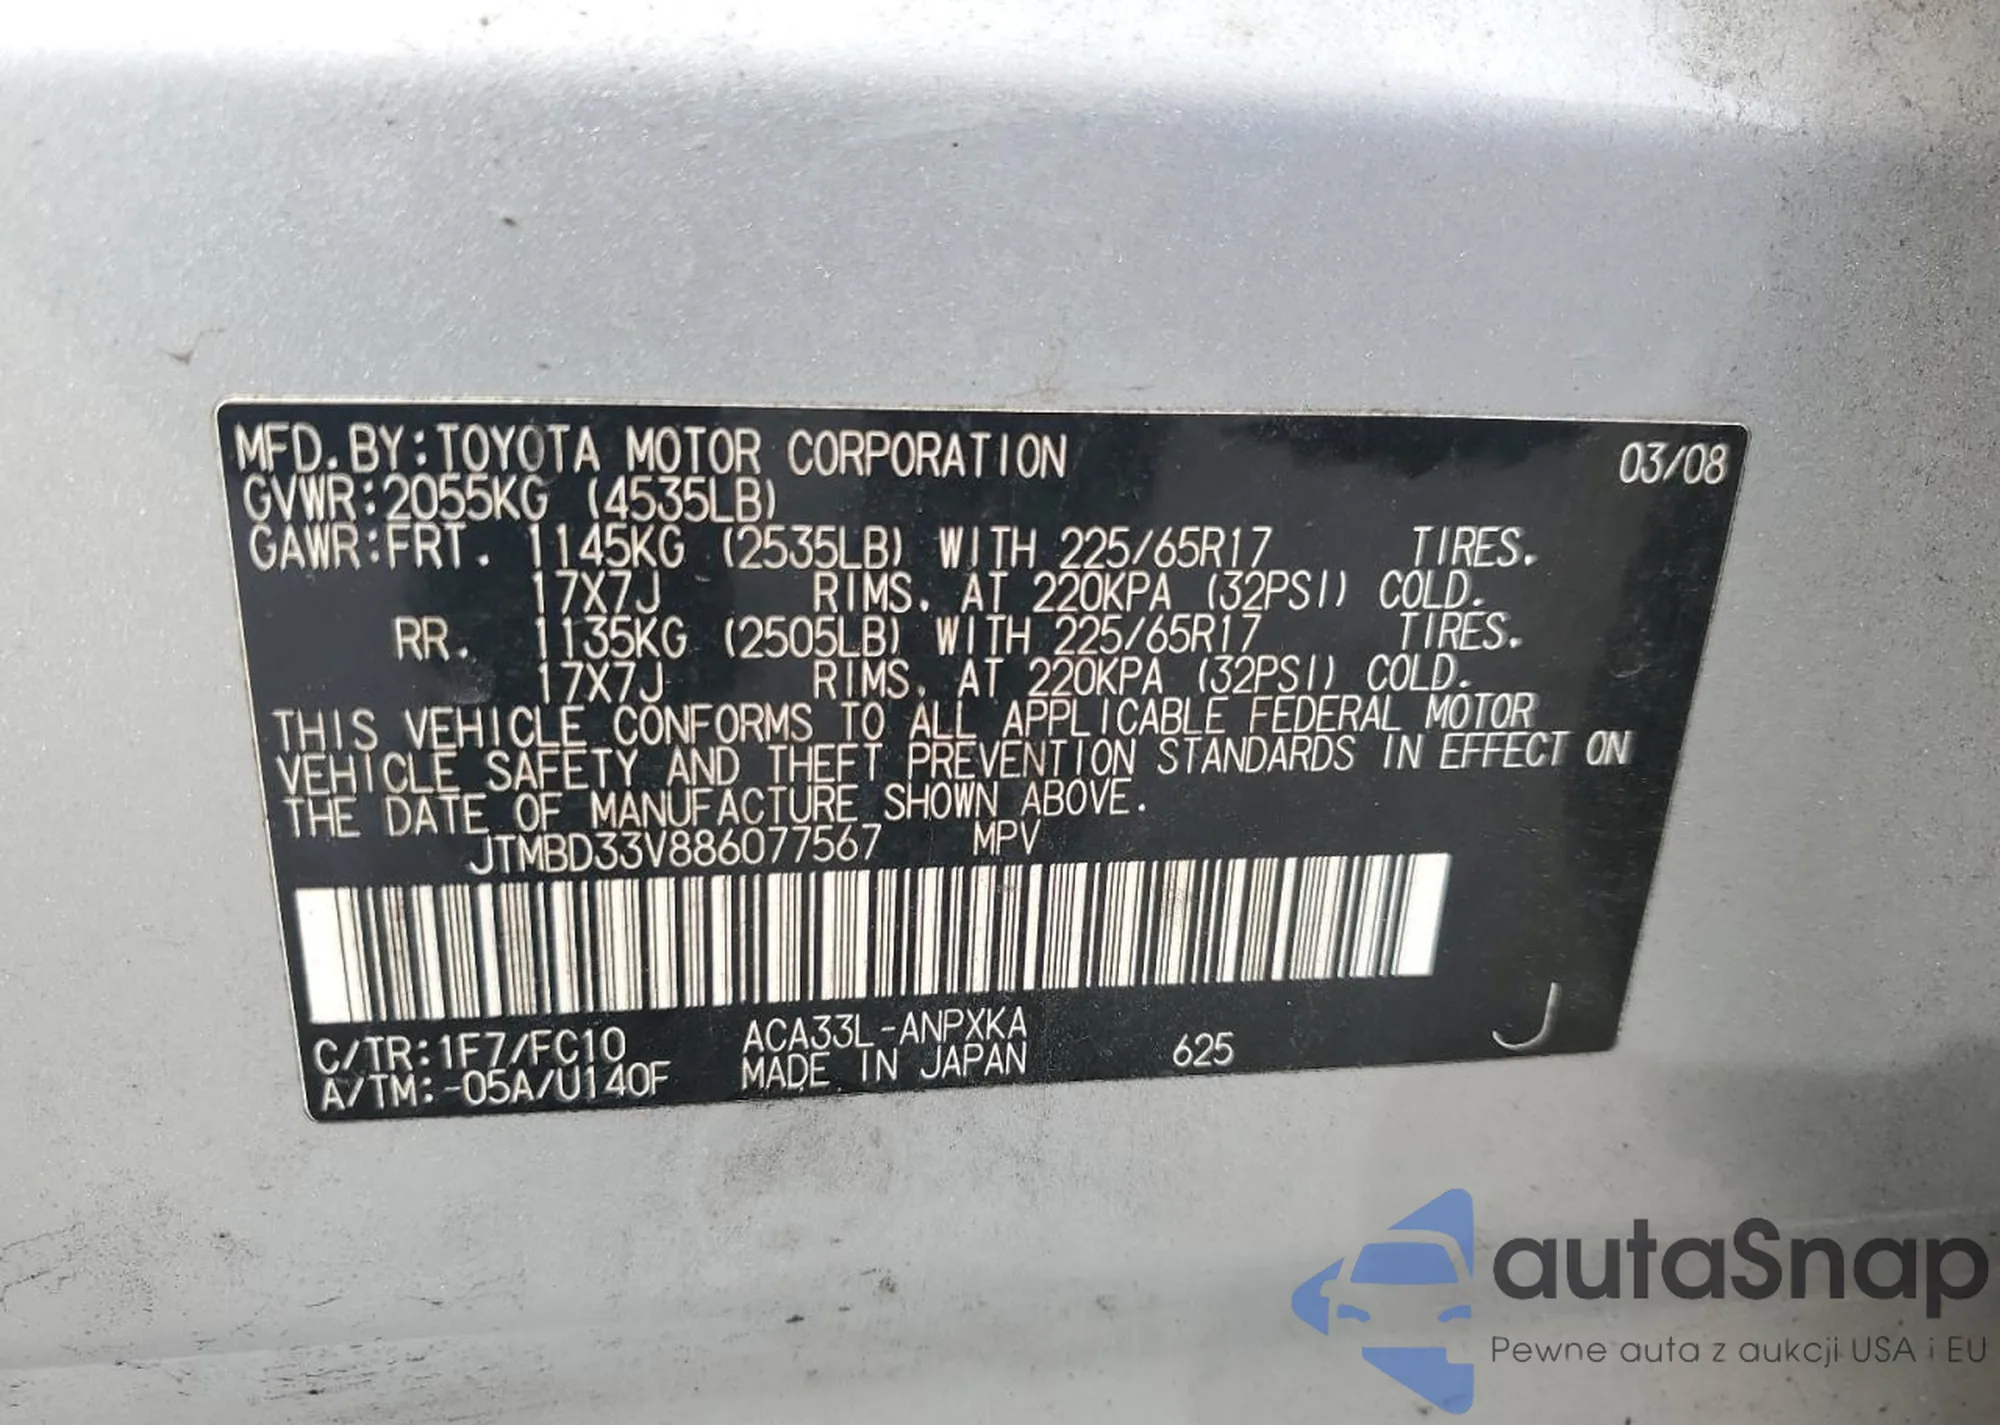 MFD.BY:TOYOTA MOTOR CORPORATION 03/08
GVWR:2055KG (4535LB)
GAWR:FRT. 1145KG (2535LB) WITH 225/65R17 TIRES.
17X7J RIMS. AT 220KPA (32PSI) COLD.
RR. 1135KG (2505LB) WITH 225/65R17 TIRES.
17X7J RIMS. AT 220KPA (32PSI) COLD.
THIS VEHICLE CONFORMS TO ALL APPLICABLE FEDERAL MOTOR
VEHICLE SAFETY AND THEFT PREVENTION STANDARDS IN EFFECT ON
THE DATE OF MANUFACTURE SHOWN ABOVE.
JTMBD33V886077567 MPV
C/TR:1F7/FC10 ACA33L-ANPXKA
A/TM:-05A/U140F MADE IN JAPAN 625 J
autoSnap
Pewne auta z aukcji USA i EU